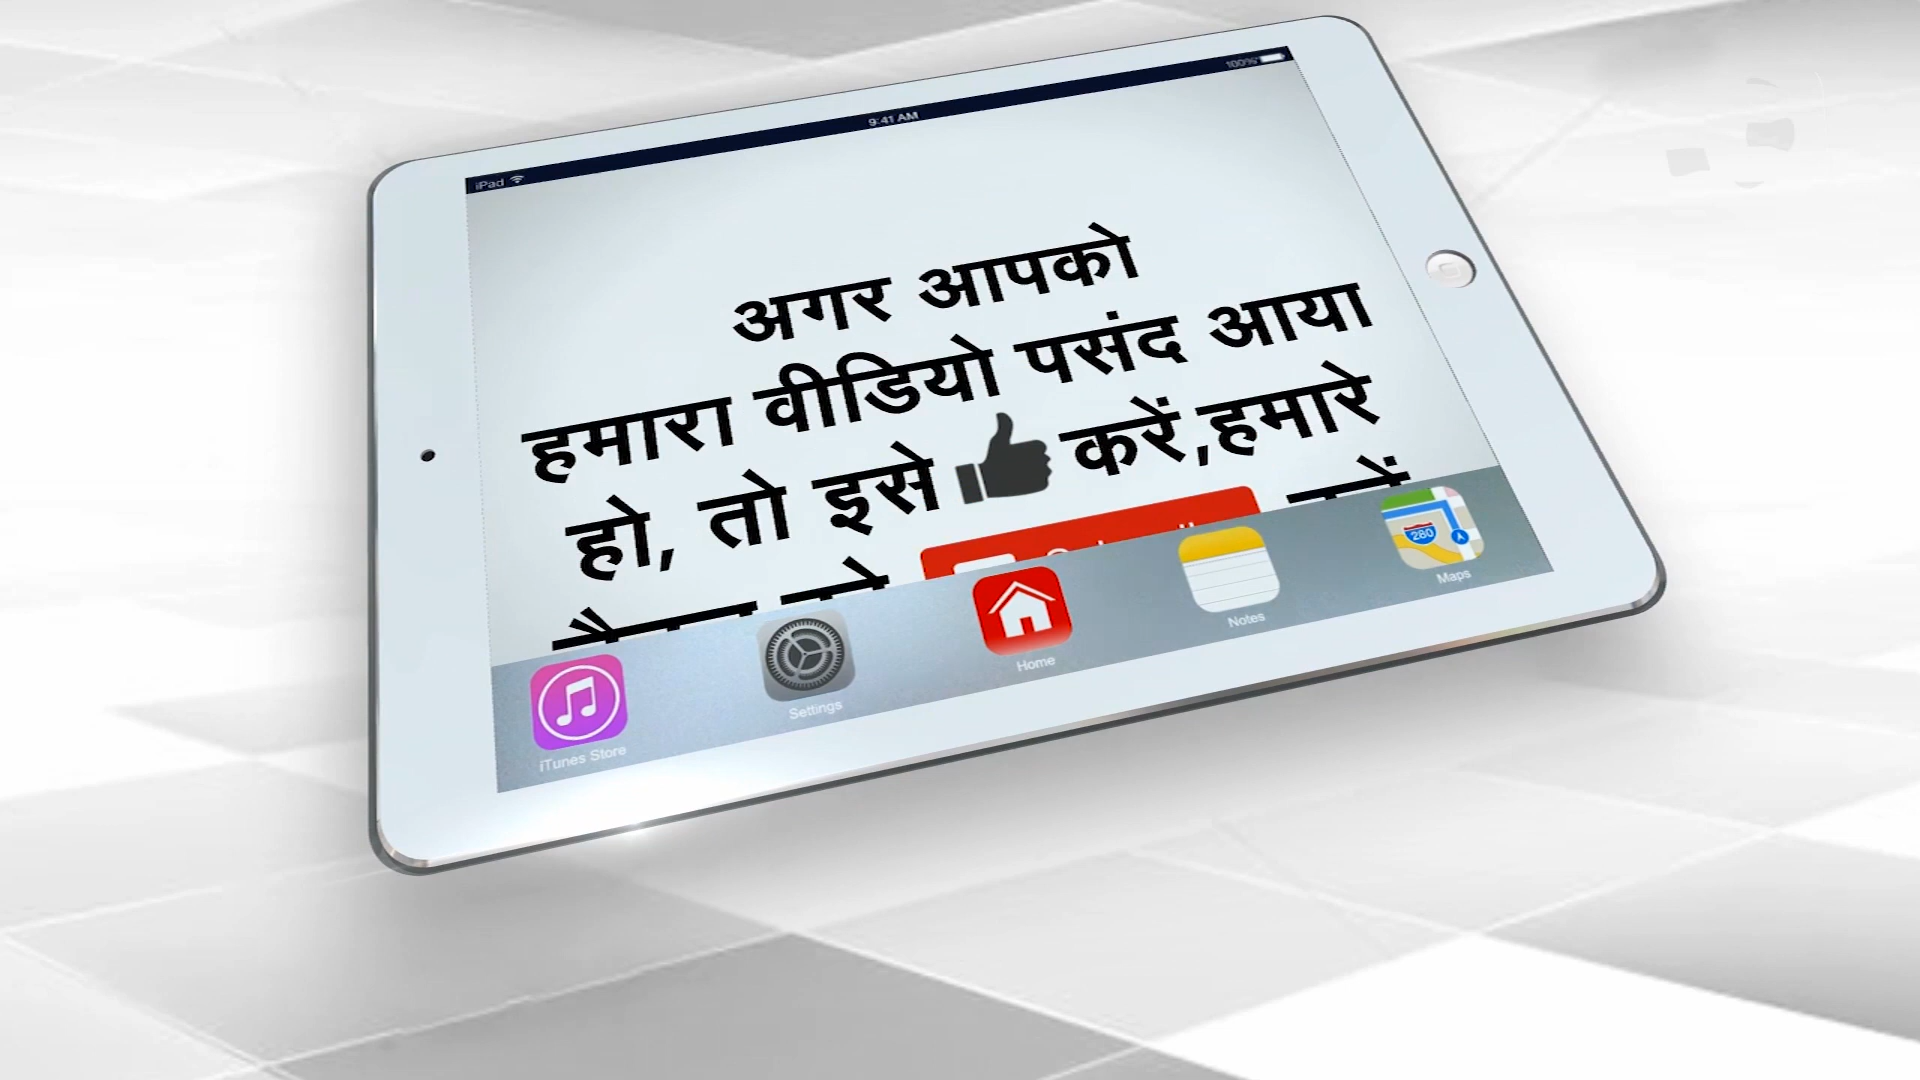 iPad
9:41 AM
100%
अगर आपको
हमारा वीडियो पसंद आया
हो, तो इसे करें,हमारे
iTunes Store
Settings
Home
Notes
Maps
280